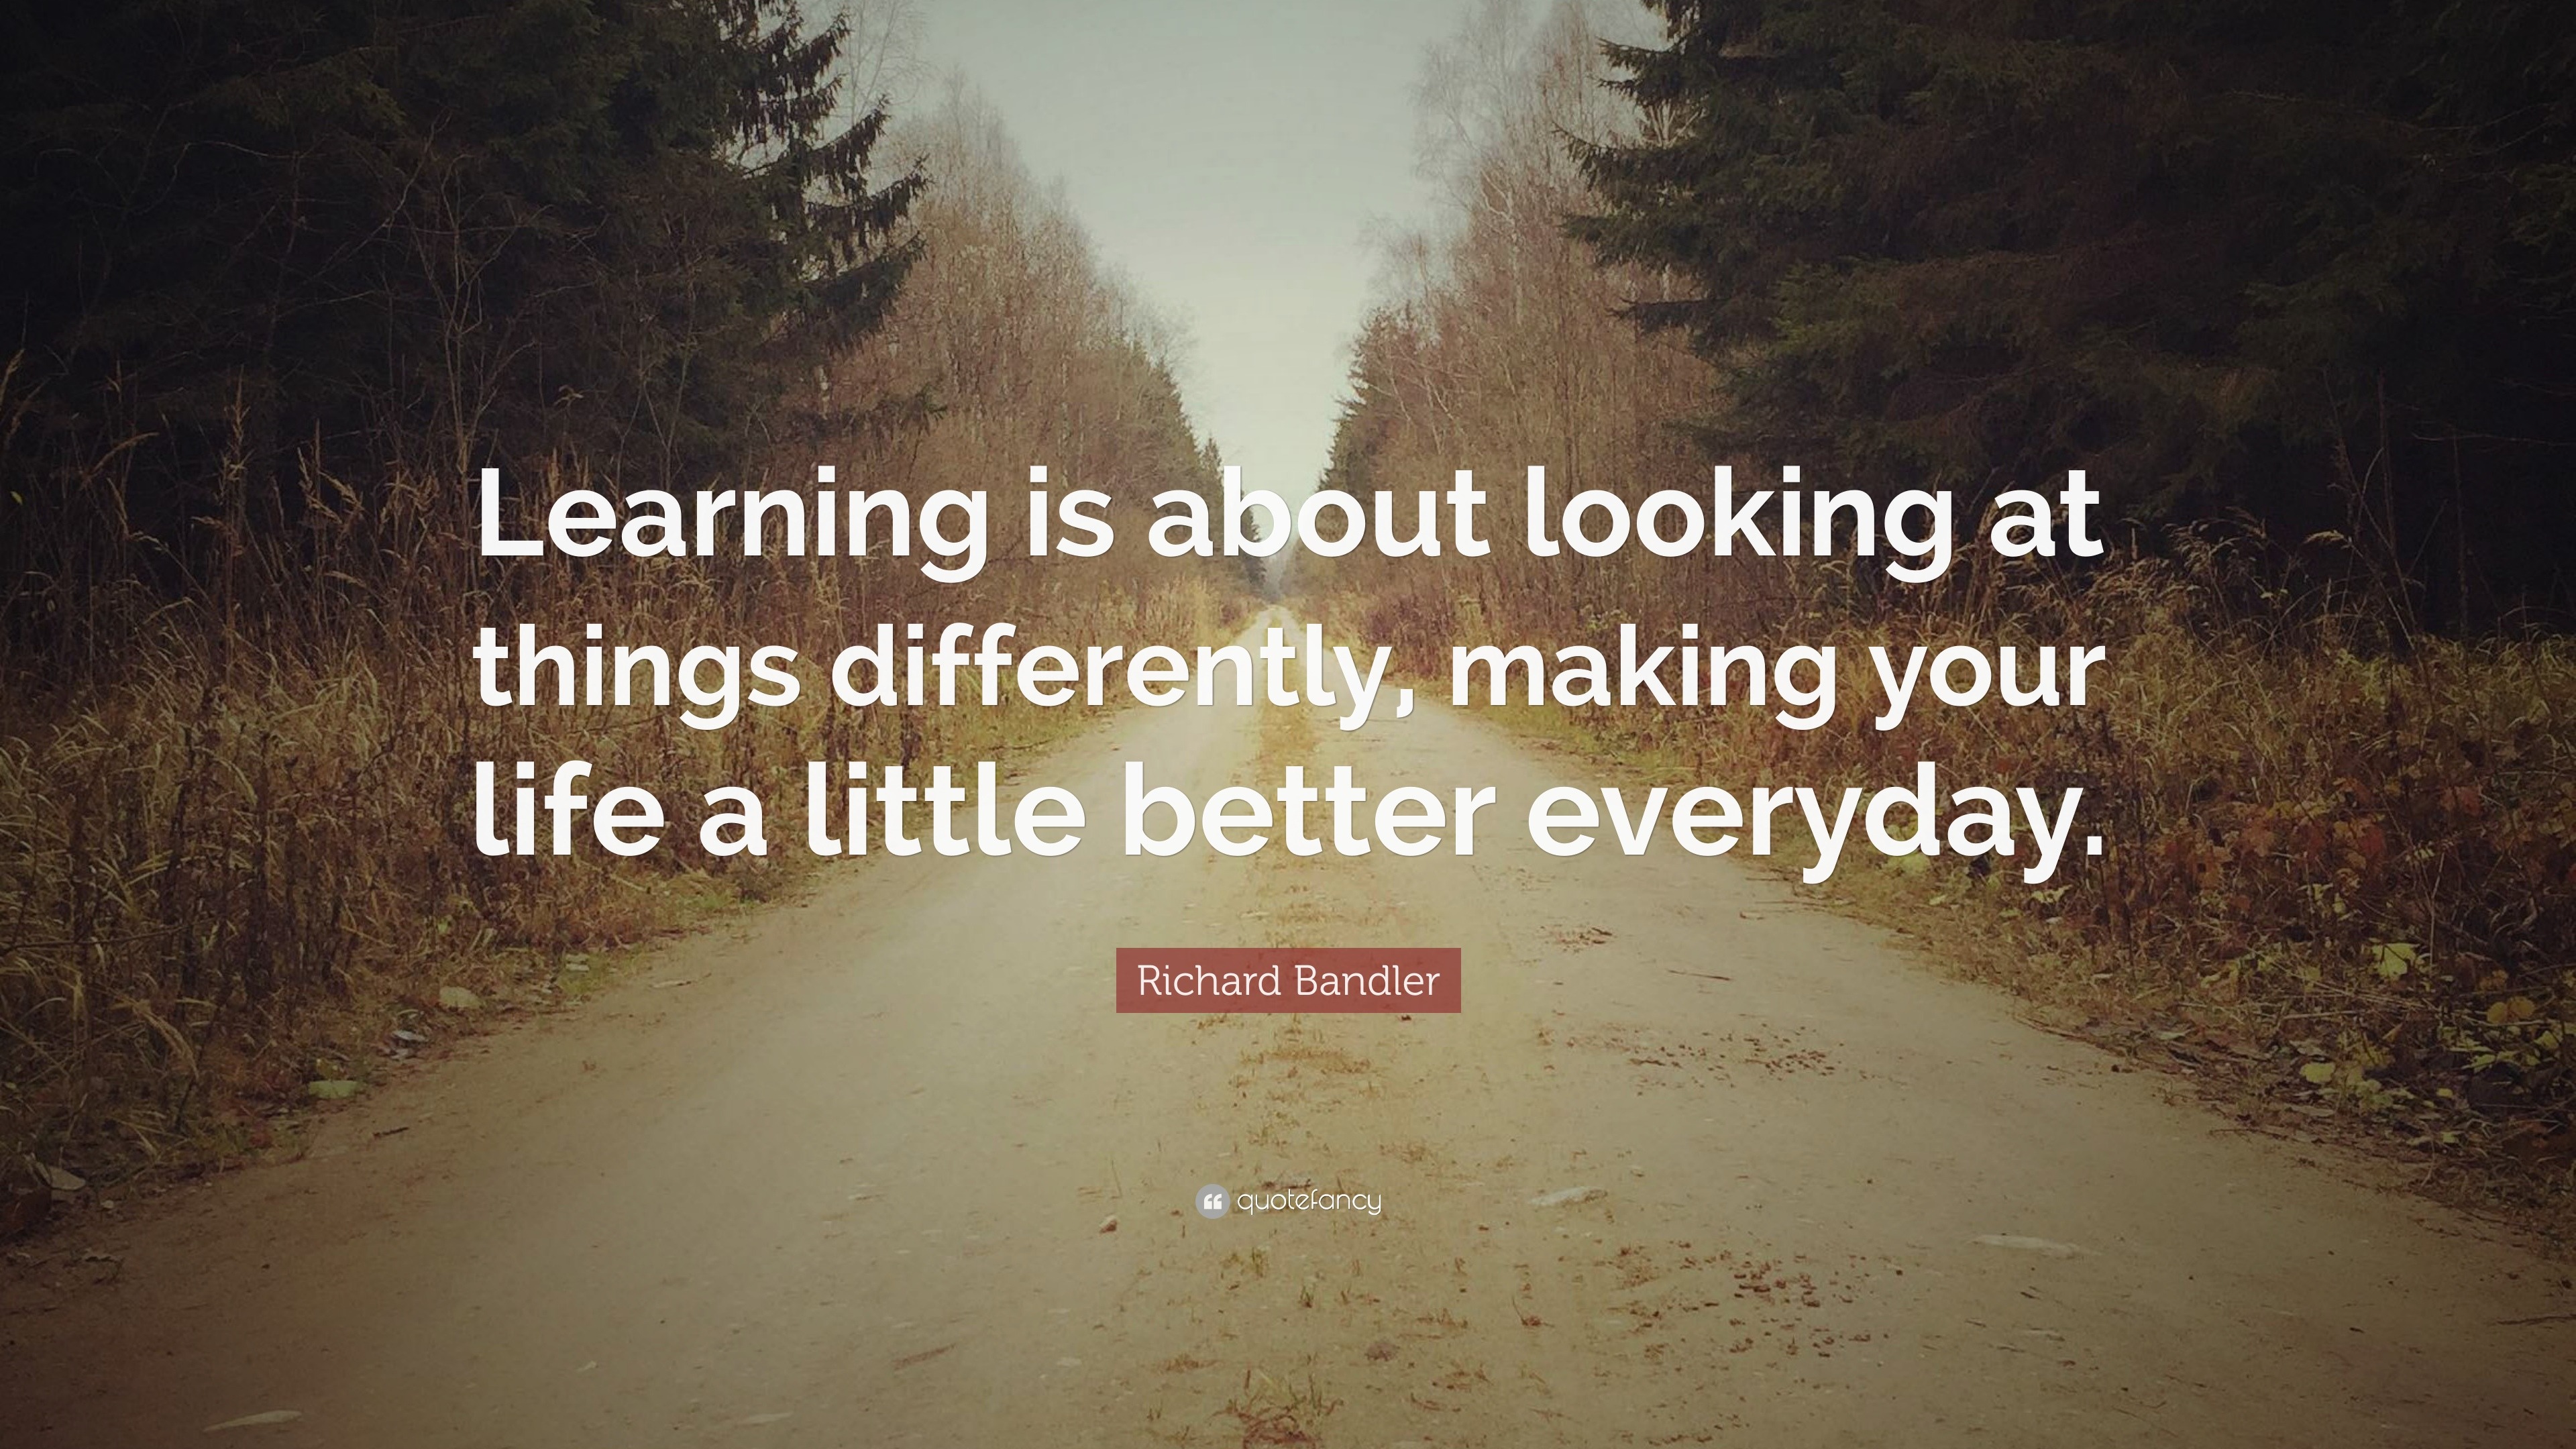 Learning is about looking at
things differently, making your
life a little better everyday.
Richard Bandler
quotefancy